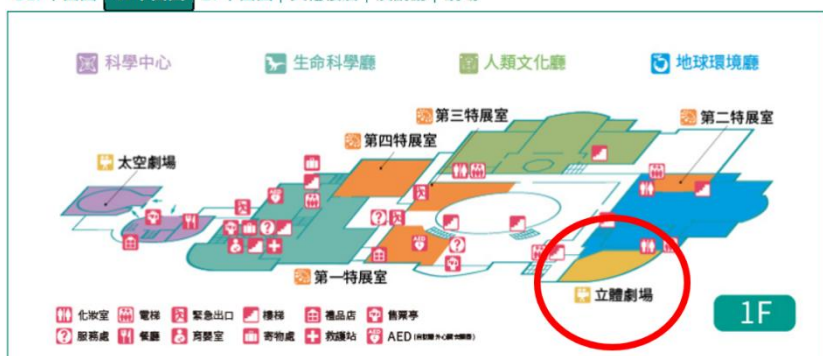 科學中心
生命科學廳
人類文化廳
地球環境廳
第三特展室
第二特展室
第四特展室
太空劇場
第一特展室
立體劇場
1F
化妝室
電梯
緊急出口
樓梯
禮品店
售票亭
服務處
餐廳
育嬰室
寄物處
救護站
AED